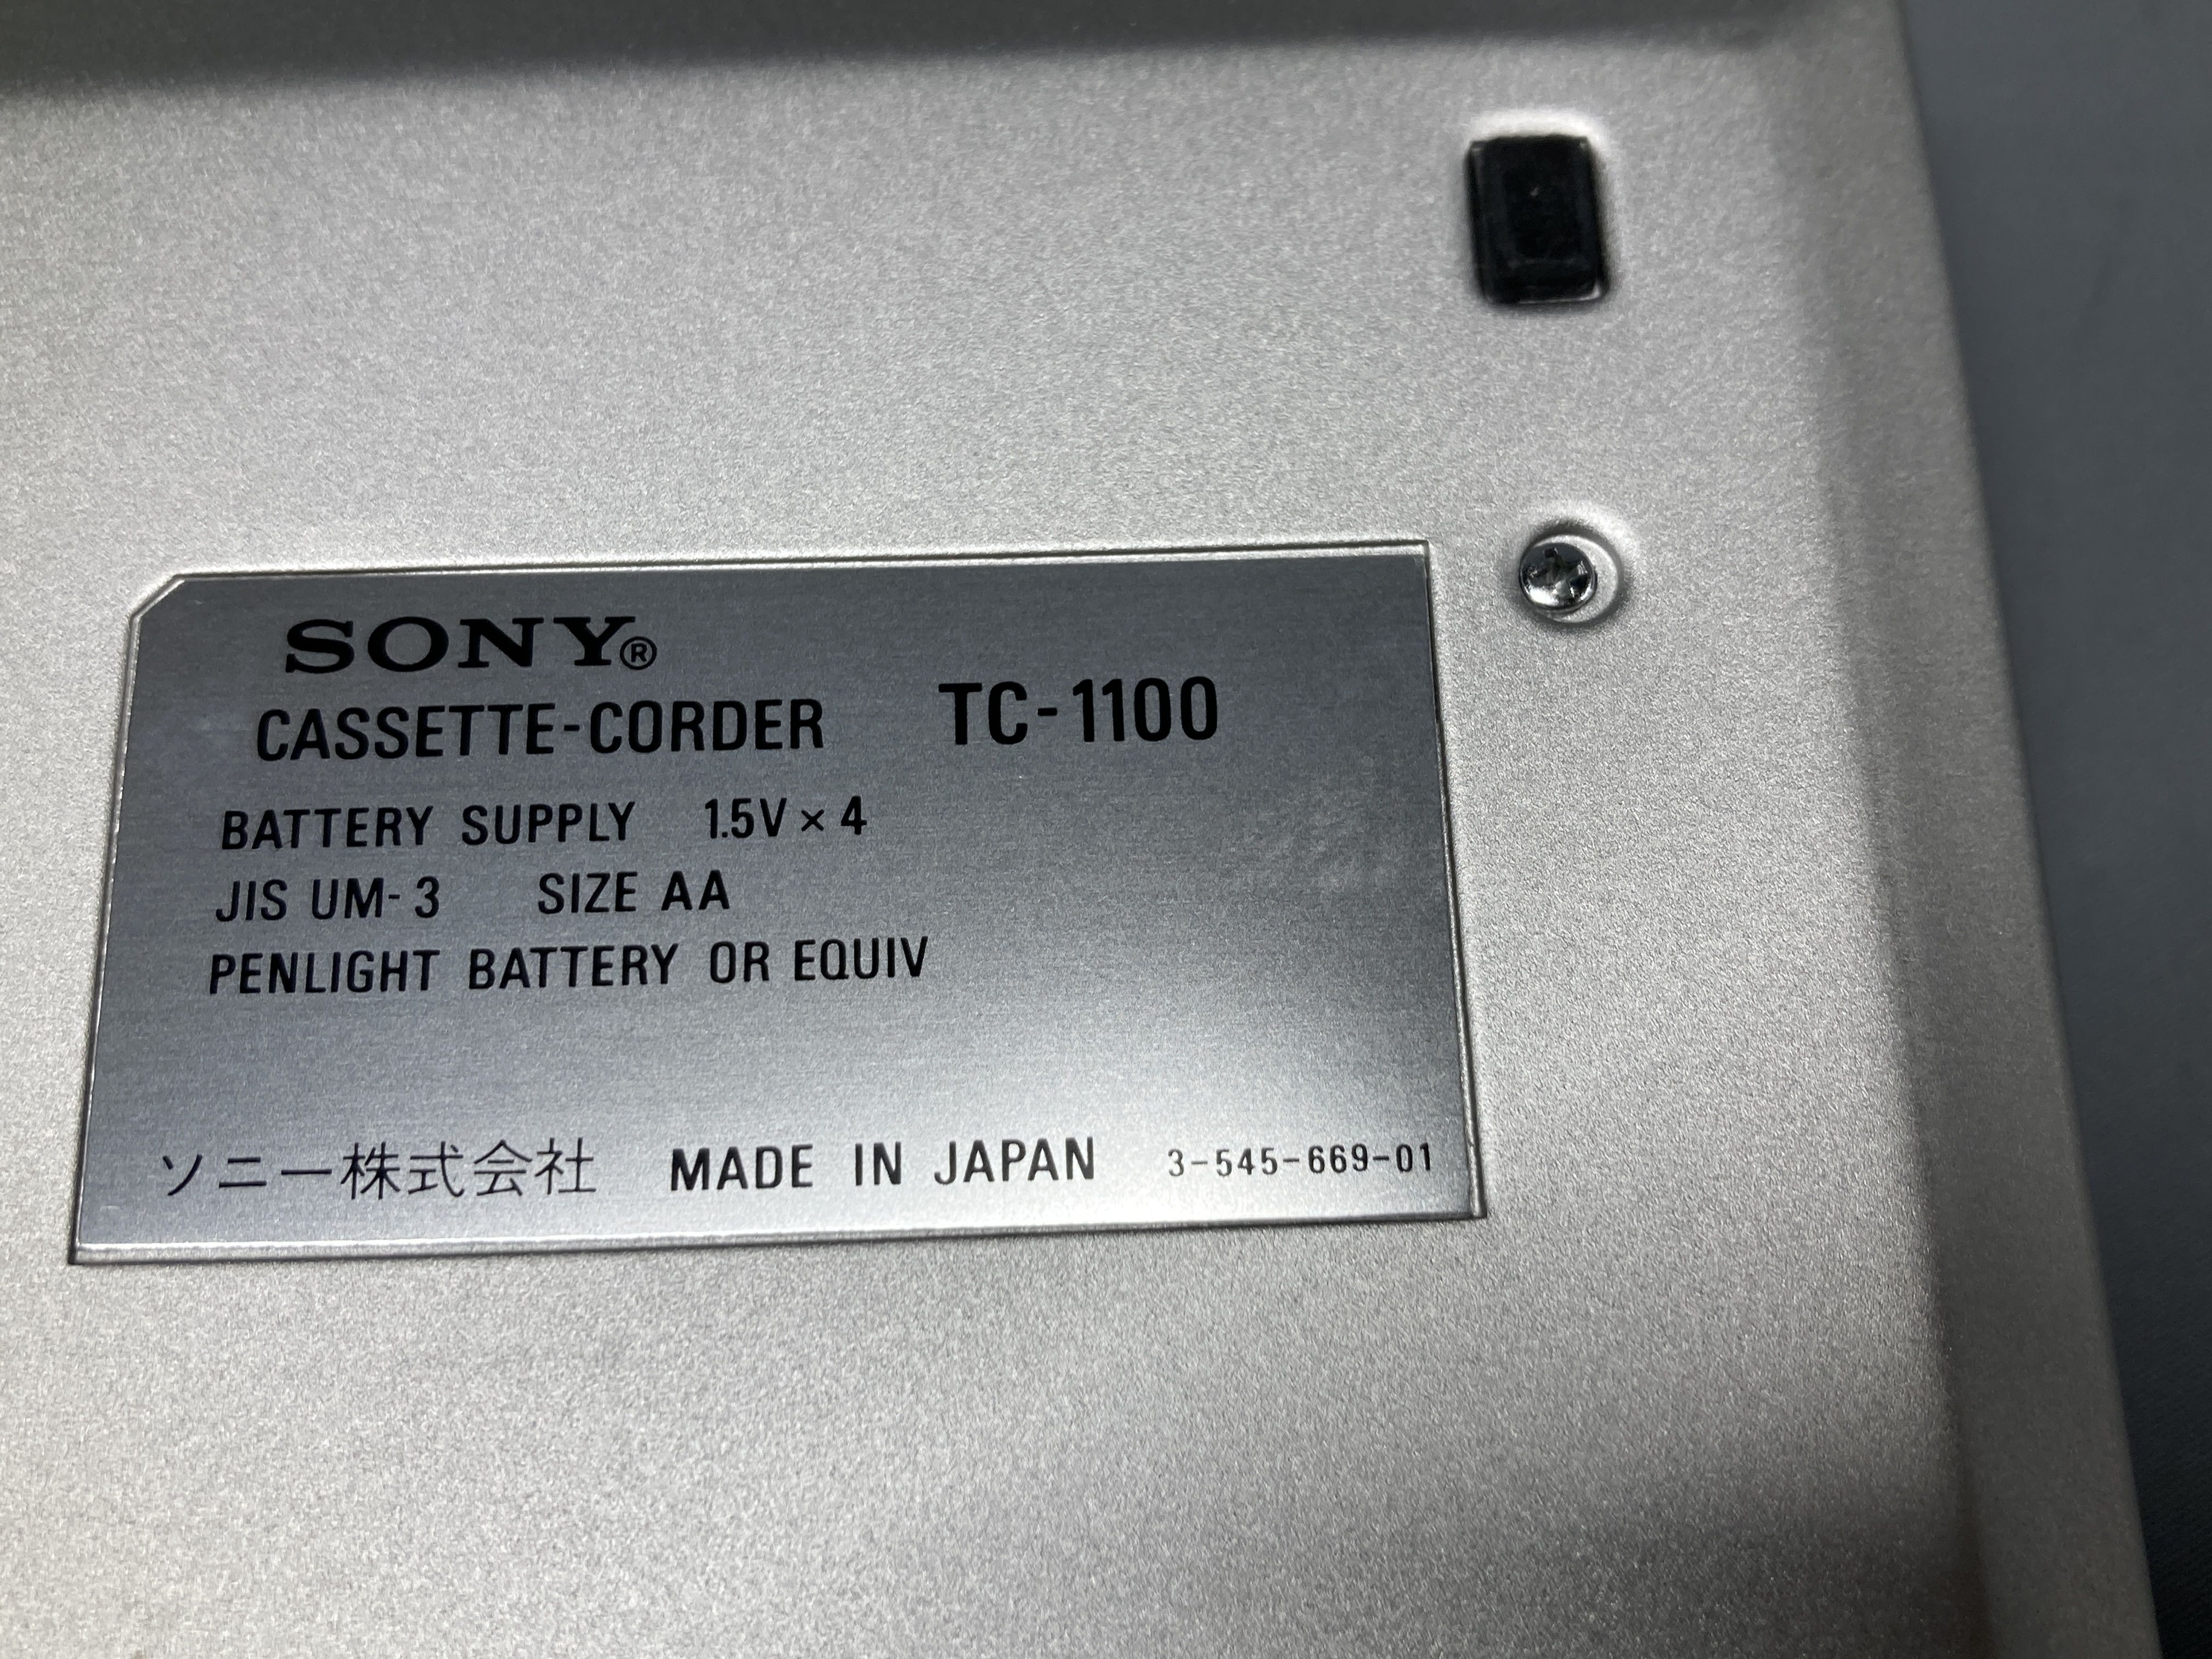 SONY®
CASSETTE-CORDER TC-1100
BATTERY SUPPLY 1.5V × 4
JIS UM-3 SIZE AA
PENLIGHT BATTERY OR EQUIV
ソニー株式会社 MADE IN JAPAN 3-545-669-01